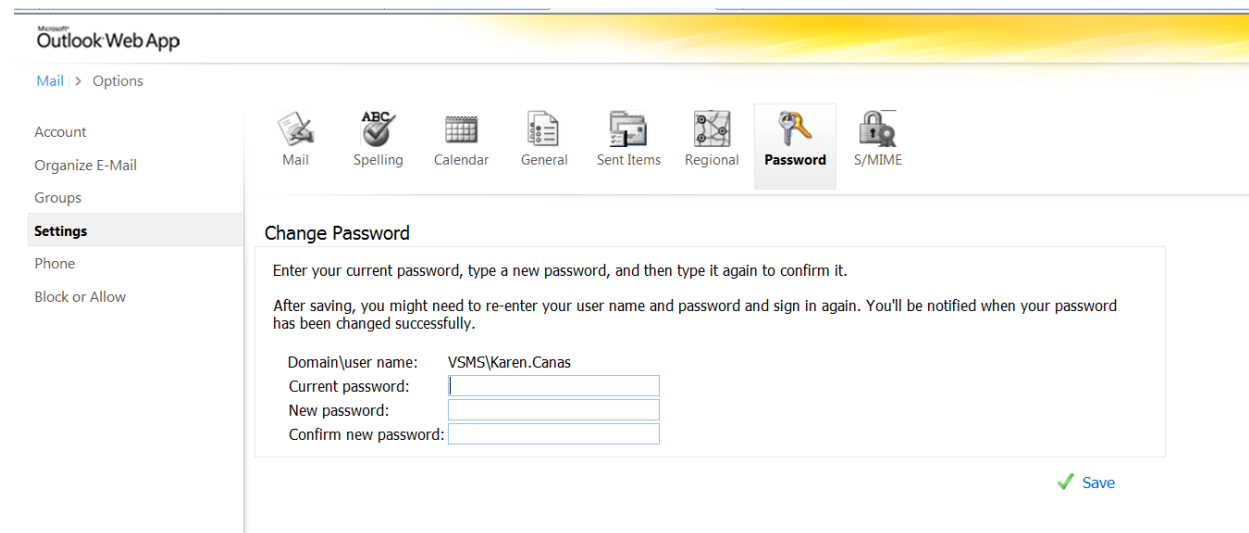 Microsoft®
Outlook Web App
Mail > Options
Account
Organize E-Mail
Groups
Settings
Phone
Block or Allow
ABC
Mail Spelling Calendar General Sent Items Regional Password S/MIME
Change Password
Enter your current password, type a new password, and then type it again to confirm it.
After saving, you might need to re-enter your user name and password and sign in again. You'll be notified when your password
has been changed successfully.
Domain\user name: VSMS\Karen.Canas
Current password:
New password:
Confirm new password:
Save